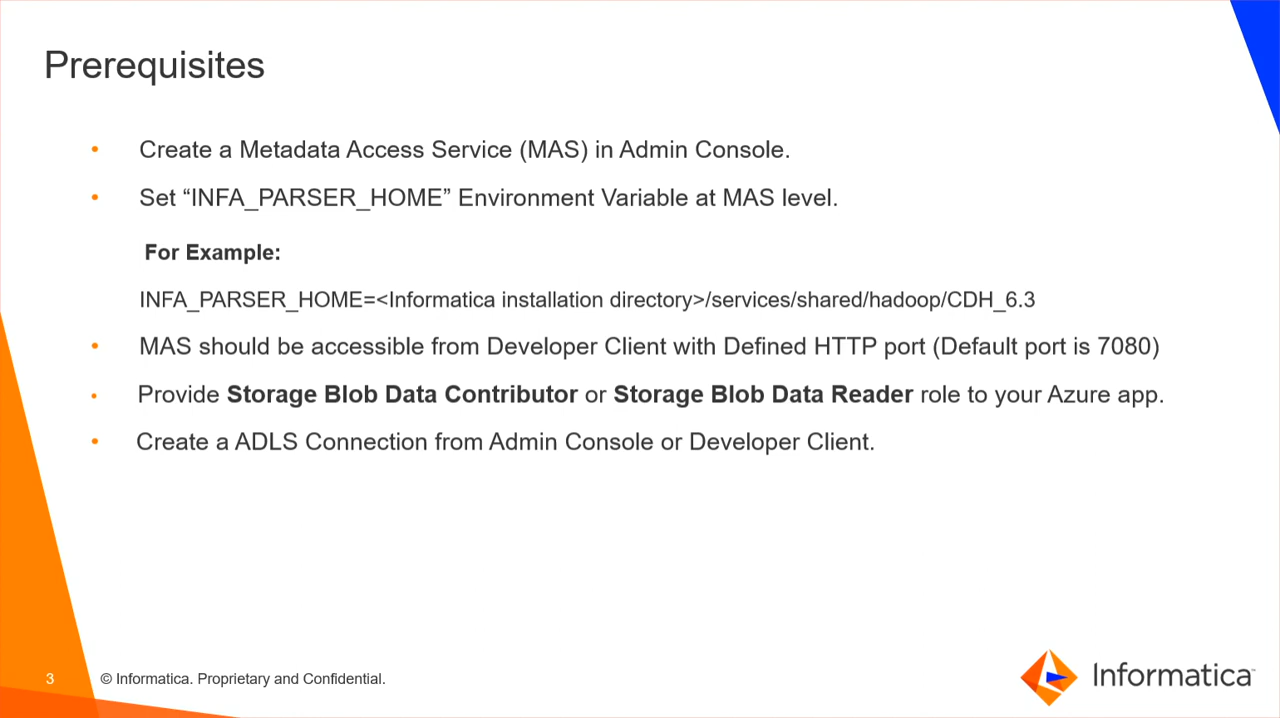 Prerequisites
• Create a Metadata Access Service (MAS) in Admin Console.
• Set “INFA_PARSER_HOME” Environment Variable at MAS level.
For Example:
INFA_PARSER_HOME=<Informatica installation directory>/services/shared/hadoop/CDH_6.3
• MAS should be accessible from Developer Client with Defined HTTP port (Default port is 7080)
• Provide Storage Blob Data Contributor or Storage Blob Data Reader role to your Azure app.
• Create a ADLS Connection from Admin Console or Developer Client.
3 © Informatica. Proprietary and Confidential.
Informatica